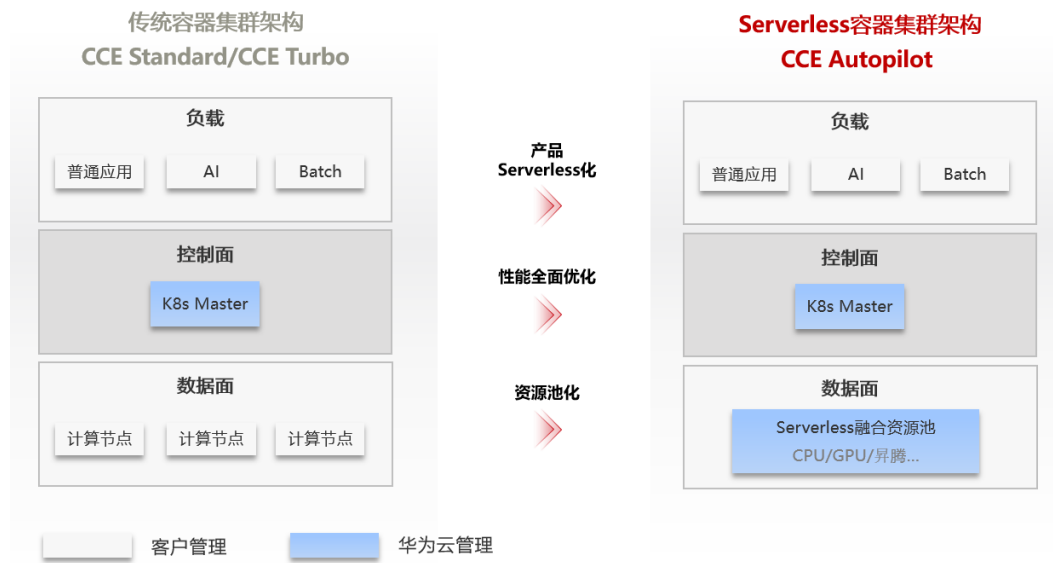 传统容器集群架构
CCE Standard/CCE Turbo
负载
普通应用
AI
Batch
控制面
K8s Master
数据面
计算节点
计算节点
计算节点
产品
Serverless化
性能全面优化
资源池化
Serverless容器集群架构
CCE Autopilot
负载
普通应用
AI
Batch
控制面
K8s Master
数据面
Serverless融合资源池
CPU/GPU/昇腾...
客户管理
华为云管理